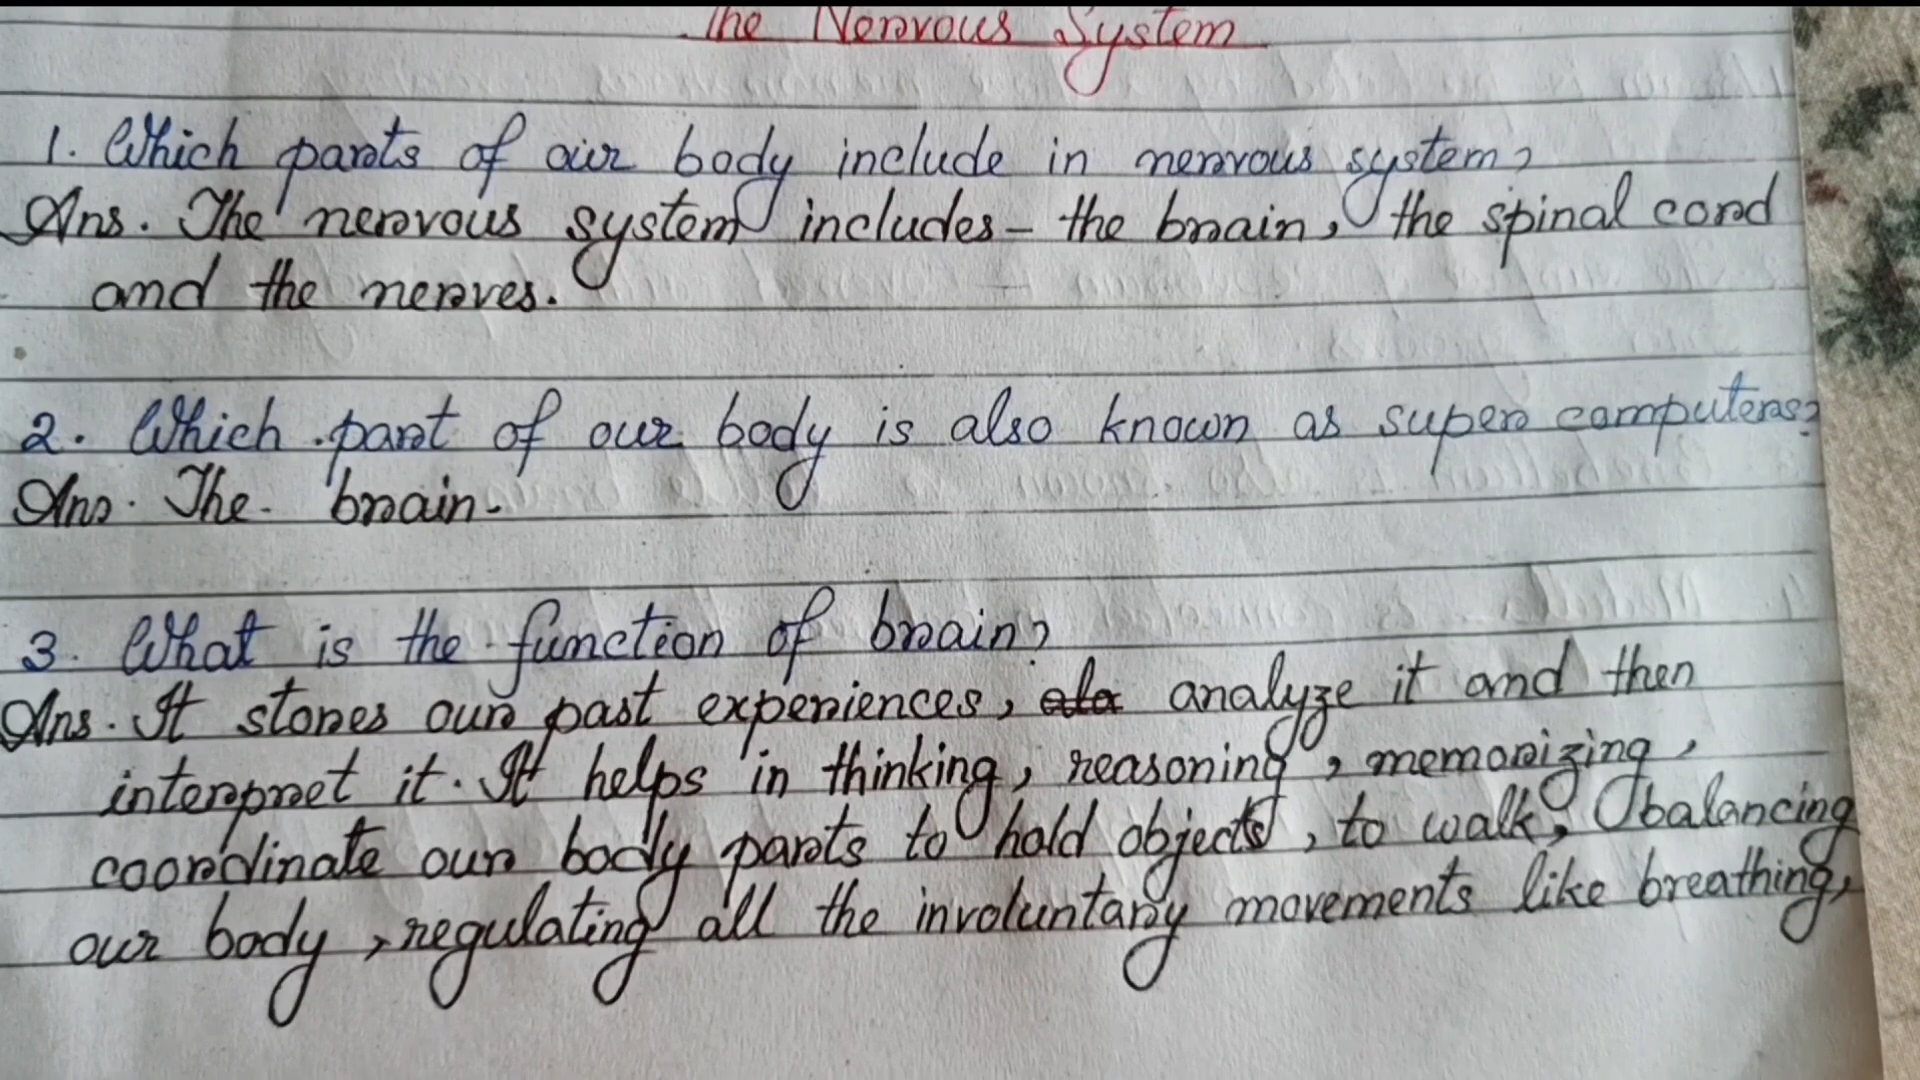 The Nervous System
1. Which parts of our body include in nervous system?
Ans. The nervous system includes - the brain, the spinal cord
and the nerves.
2. Which part of our body is also known as super computers?
Ans. The brain.
3. What is the function of brain?
Ans. It stores our past experiences, analyze it and then
interpret it. It helps in thinking, reasoning, memorizing,
coordinate our body parts to hold objects, to walk, balancing
our body, regulating all the involuntary movements like breathing,